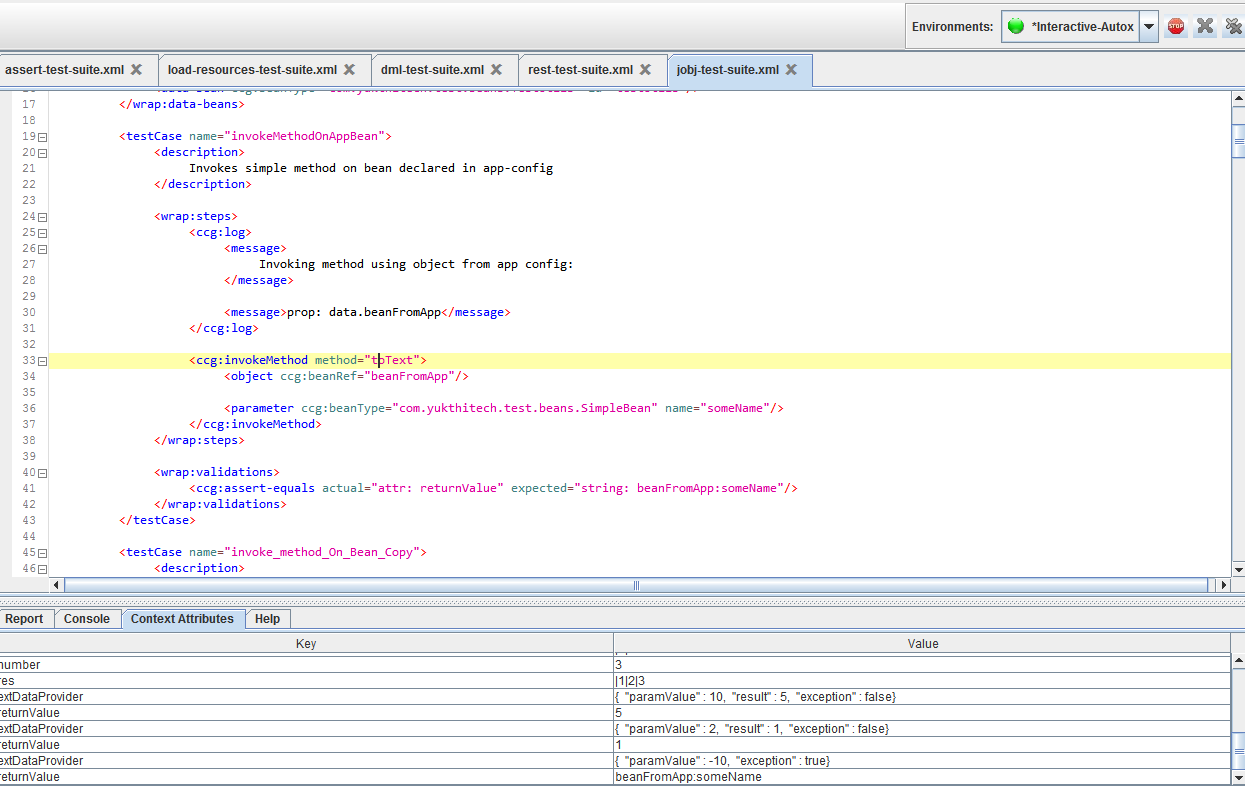 Environments: *Interactive-Autox STOP
assert-test-suite.xml load-resources-test-suite.xml dml-test-suite.xml rest-test-suite.xml jobj-test-suite.xml
17 </wrap:data-beans>
18
19 <testCase name="invokeMethodOnAppBean">
20 <description>
21 Invokes simple method on bean declared in app-config
22 </description>
23
24 <wrap:steps>
25 <ccg:log>
26 <message>
27 Invoking method using object from app config:
28 </message>
29
30 <message>prop: data.beanFromApp</message>
31 </ccg:log>
32
33 <ccg:invokeMethod method="toText">
34 <object ccg:beanRef="beanFromApp"/>
35
36 <parameter ccg:beanType="com.yukthitech.test.beans.SimpleBean" name="someName"/>
37 </ccg:invokeMethod>
38 </wrap:steps>
39
40 <wrap:validations>
41 <ccg:assert-equals actual="attr: returnValue" expected="string: beanFromApp:someName"/>
42 </wrap:validations>
43 </testCase>
44
45 <testCase name="invoke_method_On_Bean_Copy">
46 <description>
Report Console Context Attributes Help
Key Value
number 3
res |1|2|3
extDataProvider { "paramValue" : 10, "result" : 5, "exception" : false}
returnValue 5
extDataProvider { "paramValue" : 2, "result" : 1, "exception" : false}
returnValue 1
extDataProvider { "paramValue" : -10, "exception" : true}
returnValue beanFromApp:someName